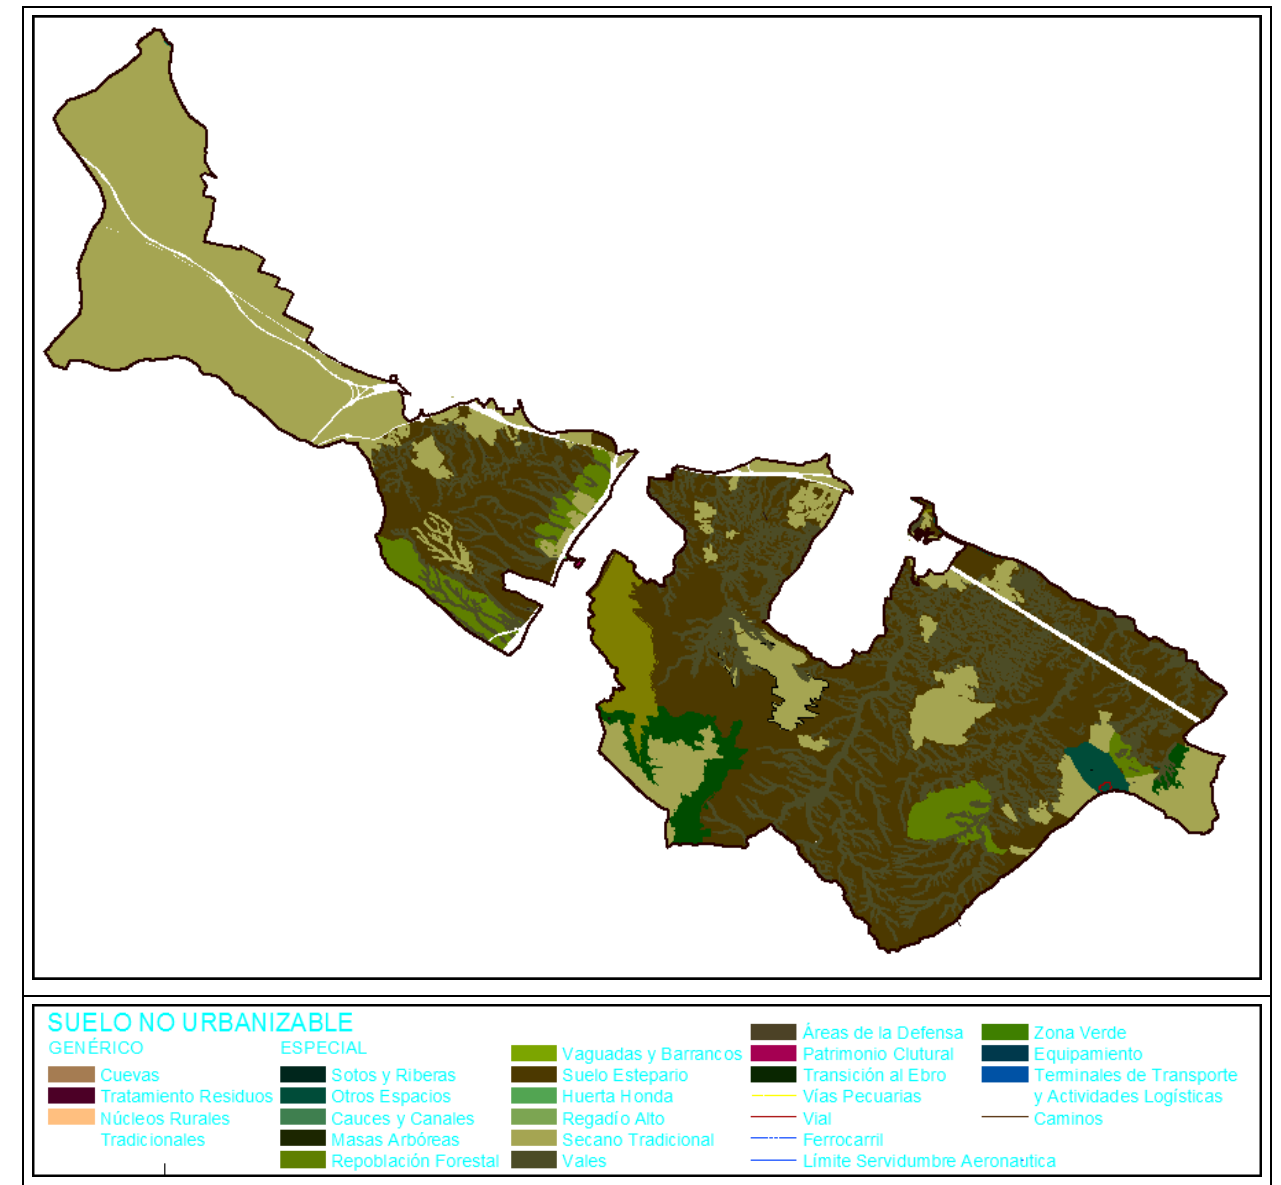 SUELO NO URBANIZABLE
GENÉRICO
Cuevas
Tratamiento Residuos
Núcleos Rurales
Tradicionales
ESPECIAL
Sotos y Riberas
Otros Espacios
Cauces y Canales
Masas Arbóreas
Repoblación Forestal
Vaguadas y Barrancos
Suelo Estepario
Huerta Honda
Regadío Alto
Secano Tradicional
Vales
Áreas de la Defensa
Patrimonio Clutural
Transición al Ebro
Vías Pecuarias
Vial
Ferrocarril
Límite Servidumbre Aeronautica
Zona Verde
Equipamiento
Terminales de Transporte
y Actividades Logísticas
Caminos